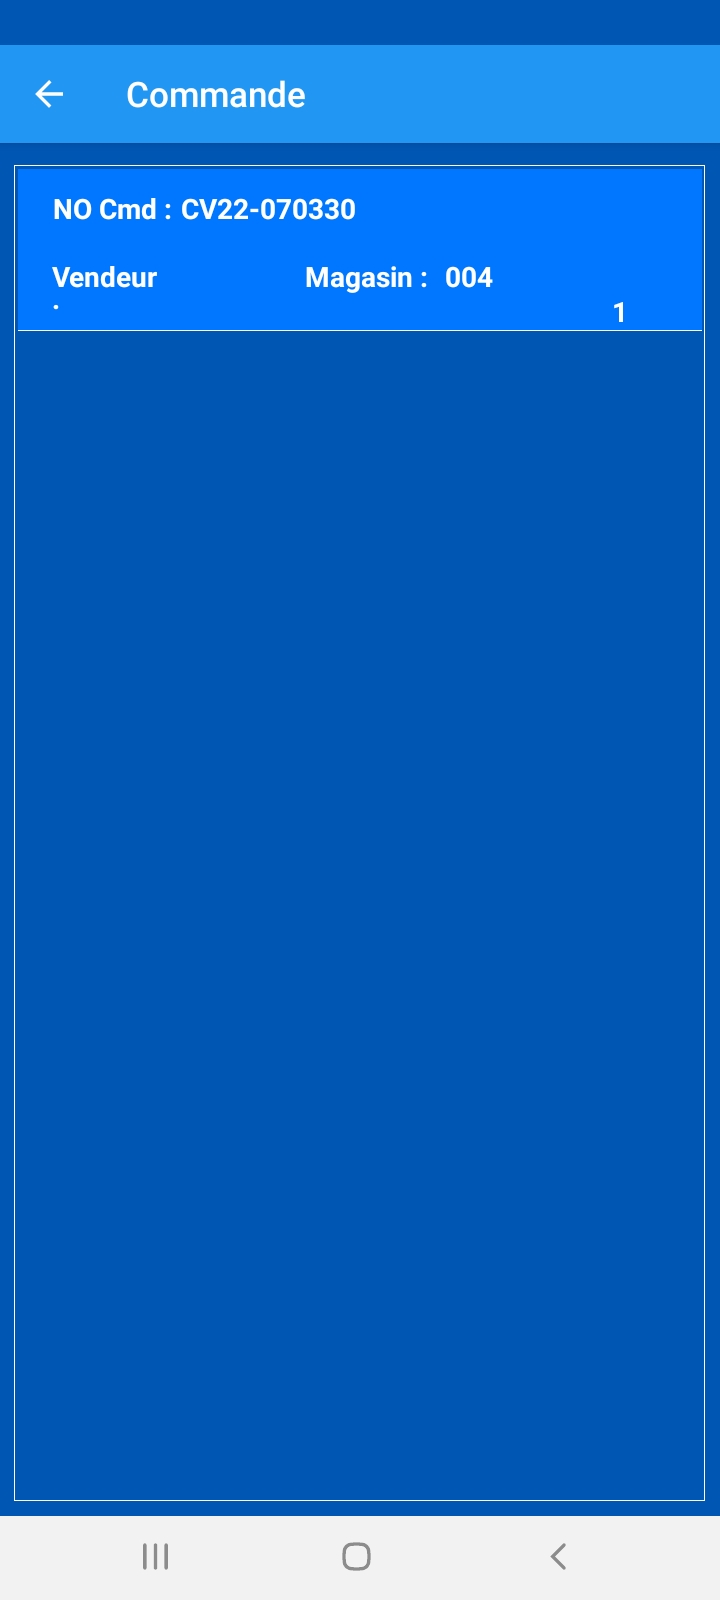 Commande
NO Cmd : CV22-070330
Vendeur : Magasin : 004
1